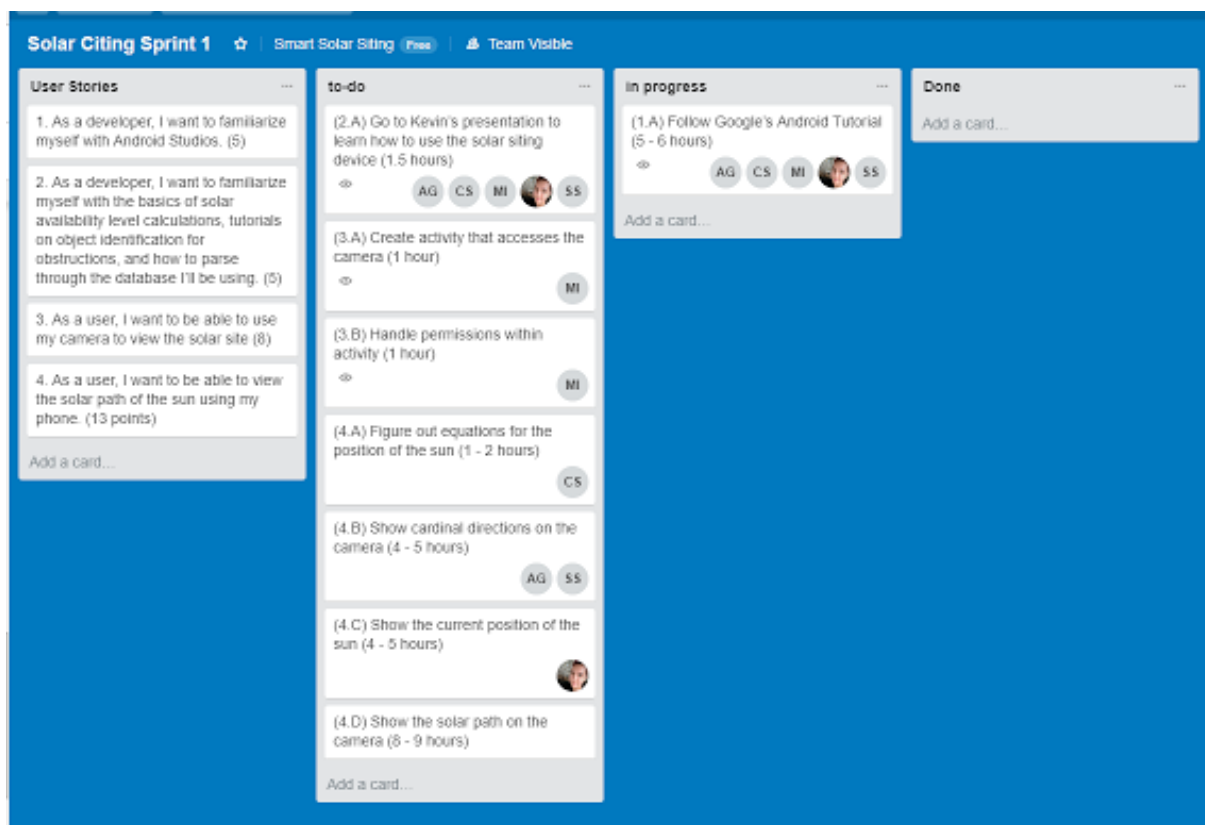 Solar Citing Sprint 1 Smart Solar Siting Free Team Visible
User Stories
1. As a developer, I want to familiarize
myself with Android Studios. (5)
2. As a developer, I want to familiarize
myself with the basics of solar
availability level calculations, tutorials
on object identification for
obstructions, and how to parse
through the database I'll be using. (5)
3. As a user, I want to be able to use
my camera to view the solar site (8)
4. As a user, I want to be able to view
the solar path of the sun using my
phone. (13 points)
Add a card...
to-do
(2.A) Go to Kevin's presentation to
learn how to use the solar siting
device (1.5 hours)
AG CS MI SS
(3.A) Create activity that accesses the
camera (1 hour)
MI
(3.B) Handle permissions within
activity (1 hour)
MI
(4.A) Figure out equations for the
position of the sun (1 - 2 hours)
CS
(4.B) Show cardinal directions on the
camera (4 - 5 hours)
AG SS
(4.C) Show the current position of the
sun (4 - 5 hours)
(4.D) Show the solar path on the
camera (8 - 9 hours)
Add a card...
in progress
(1.A) Follow Google's Android Tutorial
(5 - 6 hours)
AG CS MI SS
Add a card...
Done
Add a card...